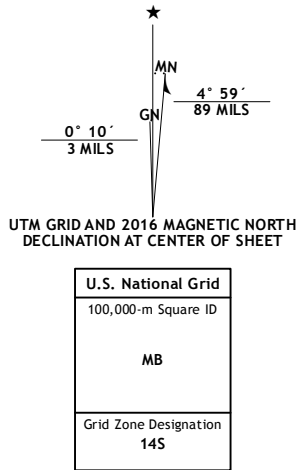 MN
GN
4° 59´
89 MILS
0° 10´
3 MILS
UTM GRID AND 2016 MAGNETIC NORTH
DECLINATION AT CENTER OF SHEET
U.S. National Grid
100,000-m Square ID
MB
Grid Zone Designation
14S